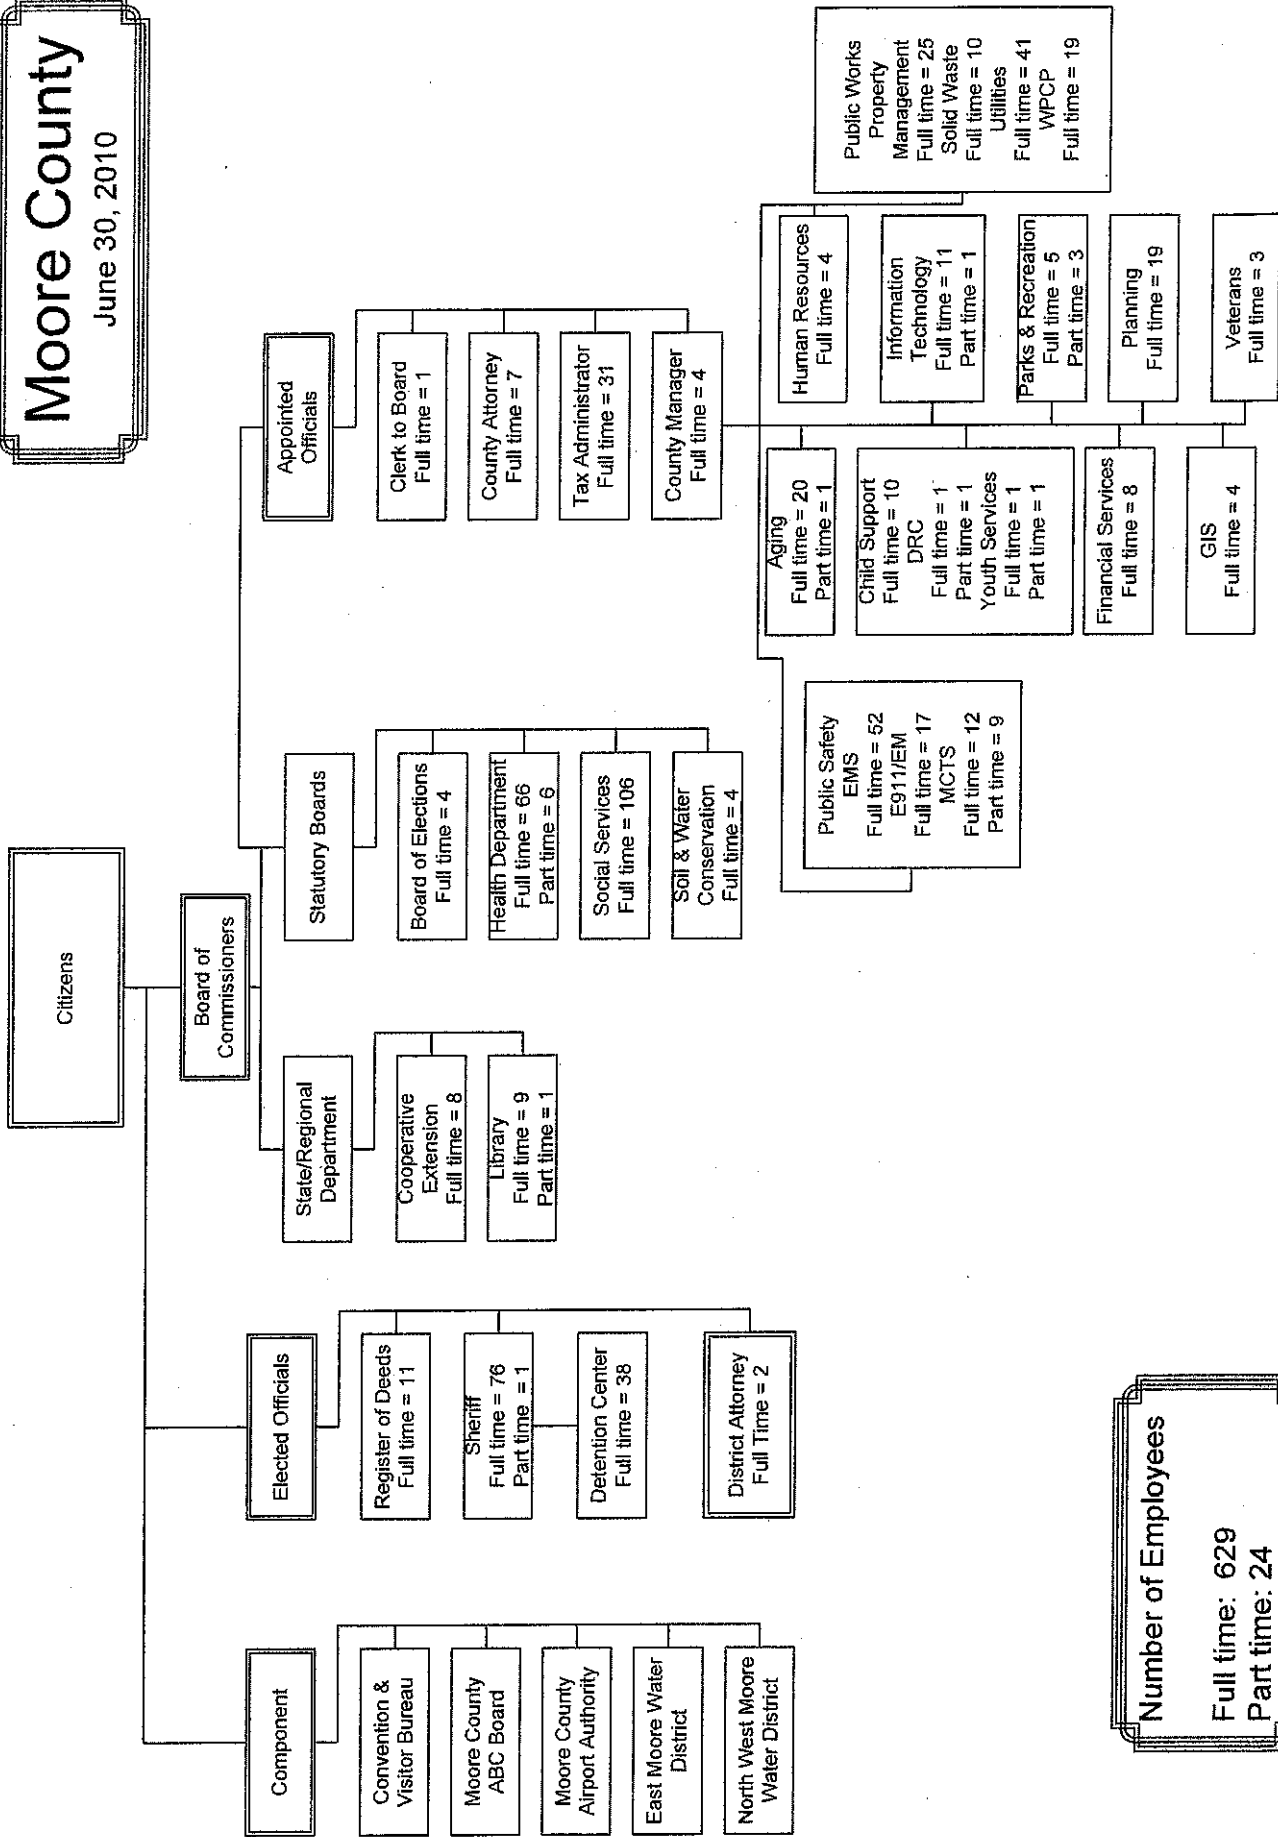 Moore County
June 30, 2010
Citizens
Board of
Commissioners
Component
Convention &
Visitor Bureau
Moore County
ABC Board
Moore County
Airport Authority
East Moore Water
District
North West Moore
Water District
Elected Officials
Register of Deeds
Full time = 11
Sheriff
Full time = 76
Part time = 1
Detention Center
Full time = 38
District Attorney
Full Time = 2
State/Regional
Department
Cooperative
Extension
Full time = 8
Library
Full time = 9
Part time = 1
Statutory Boards
Board of Elections
Full time = 4
Health Department
Full time = 66
Part time = 6
Social Services
Full time = 106
Soil & Water
Conservation
Full time = 4
Appointed
Officials
Clerk to Board
Full time = 1
County Attorney
Full time = 7
Tax Administrator
Full time = 31
County Manager
Full time = 4
Public Safety
EMS
Full time = 52
E911/EM
Full time = 17
MCTS
Full time = 12
Part time = 9
Aging
Full time = 20
Part time = 1
Child Support
Full time = 10
DRC
Full time = 1
Part time = 1
Youth Services
Full time = 1
Part time = 1
Financial Services
Full time = 8
GIS
Full time = 4
Human Resources
Full time = 4
Information
Technology
Full time = 11
Part time = 1
Parks & Recreation
Full time = 5
Part time = 3
Planning
Full time = 19
Veterans
Full time = 3
Public Works
Property
Management
Full time = 25
Solid Waste
Full time = 10
Utilities
Full time = 41
WPCP
Full time = 19
Number of Employees
Full time: 629
Part time: 24